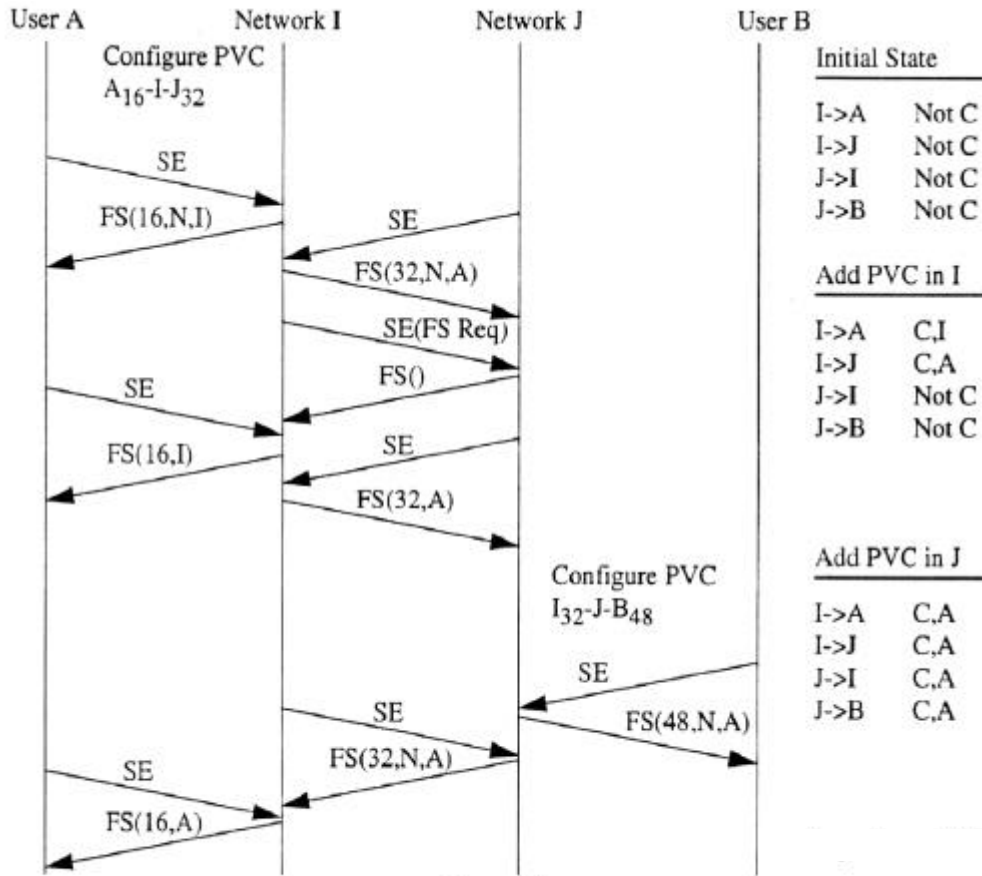 User A
Network I
Network J
User B
Configure PVC
A16-I-J32
SE
FS(16,N,I)
SE
FS(32,N,A)
SE(FS Req)
FS()
SE
FS(16,I)
SE
FS(32,A)
Configure PVC
I32-J-B48
SE
FS(48,N,A)
SE
FS(32,N,A)
SE
FS(16,A)
Initial State
I->A Not C
I->J Not C
J->I Not C
J->B Not C
Add PVC in I
I->A C,I
I->J C,A
J->I Not C
J->B Not C
Add PVC in J
I->A C,A
I->J C,A
J->I C,A
J->B C,A